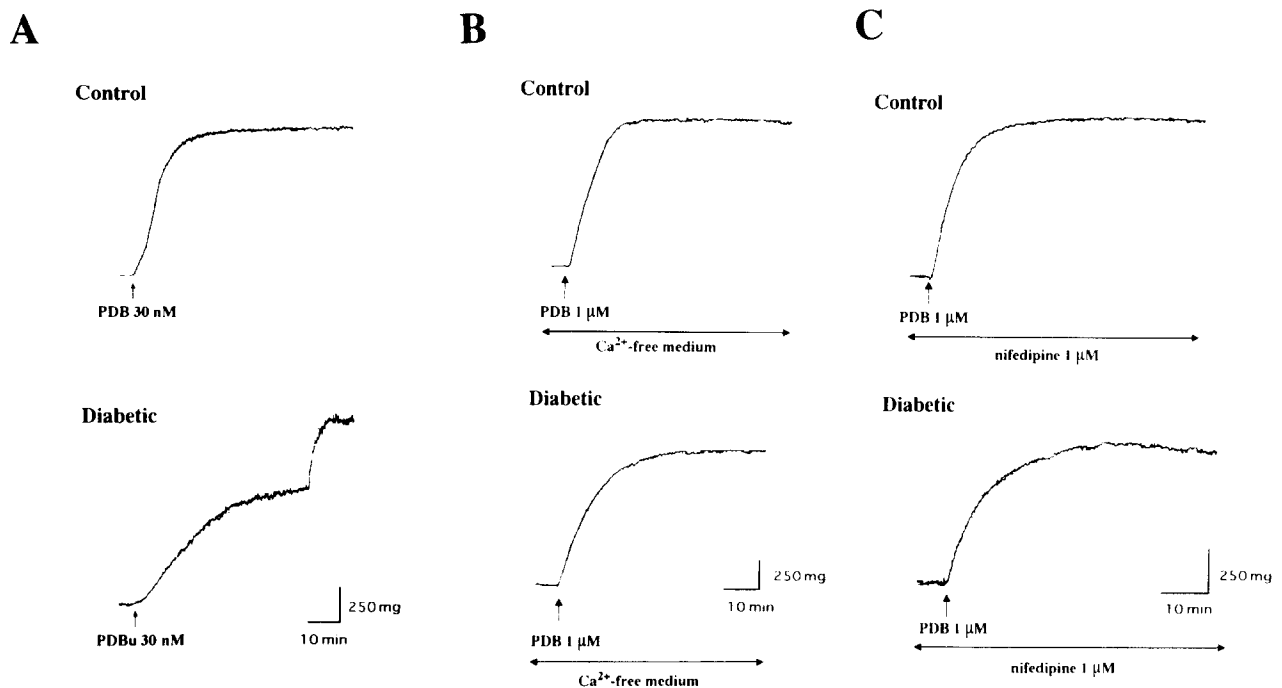 A
B
C
Control
Control
Control
PDB 30 nM
PDB 1 µM
PDB 1 µM
Ca²⁺-free medium
nifedipine 1 µM
Diabetic
Diabetic
Diabetic
250 mg
10 min
250 mg
10 min
250 mg
10 min
PDBu 30 nM
PDB 1 µM
PDB 1 µM
Ca²⁺-free medium
nifedipine 1 µM